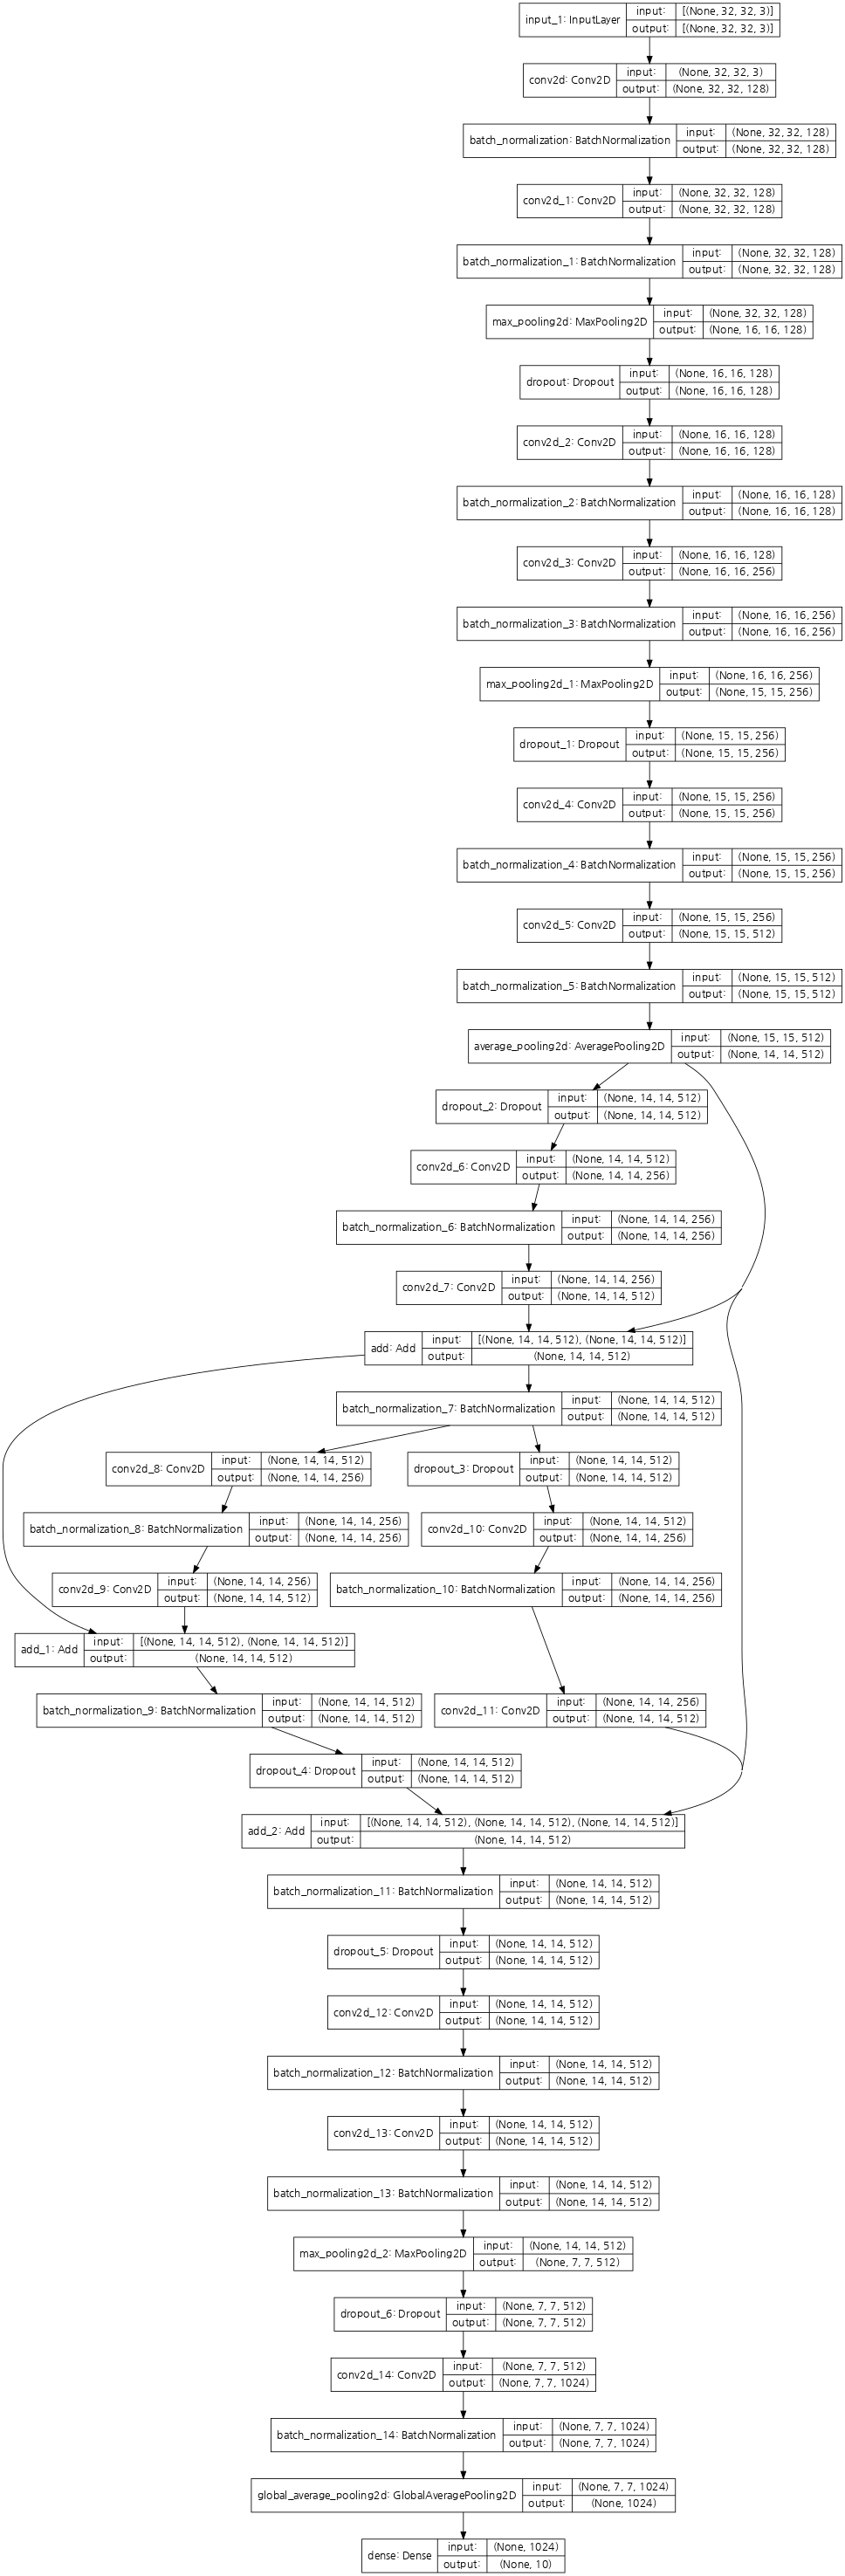 input_1: InputLayer
input:
[(None, 32, 32, 3)]
output:
[(None, 32, 32, 3)]
conv2d: Conv2D
input:
(None, 32, 32, 3)
output:
(None, 32, 32, 128)
batch_normalization: BatchNormalization
input:
(None, 32, 32, 128)
output:
(None, 32, 32, 128)
conv2d_1: Conv2D
input:
(None, 32, 32, 128)
output:
(None, 32, 32, 128)
batch_normalization_1: BatchNormalization
input:
(None, 32, 32, 128)
output:
(None, 32, 32, 128)
max_pooling2d: MaxPooling2D
input:
(None, 32, 32, 128)
output:
(None, 16, 16, 128)
dropout: Dropout
input:
(None, 16, 16, 128)
output:
(None, 16, 16, 128)
conv2d_2: Conv2D
input:
(None, 16, 16, 128)
output:
(None, 16, 16, 128)
batch_normalization_2: BatchNormalization
input:
(None, 16, 16, 128)
output:
(None, 16, 16, 128)
conv2d_3: Conv2D
input:
(None, 16, 16, 128)
output:
(None, 16, 16, 256)
batch_normalization_3: BatchNormalization
input:
(None, 16, 16, 256)
output:
(None, 16, 16, 256)
max_pooling2d_1: MaxPooling2D
input:
(None, 16, 16, 256)
output:
(None, 15, 15, 256)
dropout_1: Dropout
input:
(None, 15, 15, 256)
output:
(None, 15, 15, 256)
conv2d_4: Conv2D
input:
(None, 15, 15, 256)
output:
(None, 15, 15, 256)
batch_normalization_4: BatchNormalization
input:
(None, 15, 15, 256)
output:
(None, 15, 15, 256)
conv2d_5: Conv2D
input:
(None, 15, 15, 256)
output:
(None, 15, 15, 512)
batch_normalization_5: BatchNormalization
input:
(None, 15, 15, 512)
output:
(None, 15, 15, 512)
average_pooling2d: AveragePooling2D
input:
(None, 15, 15, 512)
output:
(None, 14, 14, 512)
dropout_2: Dropout
input:
(None, 14, 14, 512)
output:
(None, 14, 14, 512)
conv2d_6: Conv2D
input:
(None, 14, 14, 512)
output:
(None, 14, 14, 256)
batch_normalization_6: BatchNormalization
input:
(None, 14, 14, 256)
output:
(None, 14, 14, 256)
conv2d_7: Conv2D
input:
(None, 14, 14, 256)
output:
(None, 14, 14, 512)
add: Add
input:
[(None, 14, 14, 512), (None, 14, 14, 512)]
output:
(None, 14, 14, 512)
batch_normalization_7: BatchNormalization
input:
(None, 14, 14, 512)
output:
(None, 14, 14, 512)
conv2d_8: Conv2D
input:
(None, 14, 14, 512)
output:
(None, 14, 14, 256)
dropout_3: Dropout
input:
(None, 14, 14, 512)
output:
(None, 14, 14, 512)
batch_normalization_8: BatchNormalization
input:
(None, 14, 14, 256)
output:
(None, 14, 14, 256)
conv2d_10: Conv2D
input:
(None, 14, 14, 512)
output:
(None, 14, 14, 256)
conv2d_9: Conv2D
input:
(None, 14, 14, 256)
output:
(None, 14, 14, 512)
batch_normalization_10: BatchNormalization
input:
(None, 14, 14, 256)
output:
(None, 14, 14, 256)
add_1: Add
input:
[(None, 14, 14, 512), (None, 14, 14, 512)]
output:
(None, 14, 14, 512)
batch_normalization_9: BatchNormalization
input:
(None, 14, 14, 512)
output:
(None, 14, 14, 512)
conv2d_11: Conv2D
input:
(None, 14, 14, 256)
output:
(None, 14, 14, 512)
dropout_4: Dropout
input:
(None, 14, 14, 512)
output:
(None, 14, 14, 512)
add_2: Add
input:
[(None, 14, 14, 512), (None, 14, 14, 512), (None, 14, 14, 512)]
output:
(None, 14, 14, 512)
batch_normalization_11: BatchNormalization
input:
(None, 14, 14, 512)
output:
(None, 14, 14, 512)
dropout_5: Dropout
input:
(None, 14, 14, 512)
output:
(None, 14, 14, 512)
conv2d_12: Conv2D
input:
(None, 14, 14, 512)
output:
(None, 14, 14, 512)
batch_normalization_12: BatchNormalization
input:
(None, 14, 14, 512)
output:
(None, 14, 14, 512)
conv2d_13: Conv2D
input:
(None, 14, 14, 512)
output:
(None, 14, 14, 512)
batch_normalization_13: BatchNormalization
input:
(None, 14, 14, 512)
output:
(None, 14, 14, 512)
max_pooling2d_2: MaxPooling2D
input:
(None, 14, 14, 512)
output:
(None, 7, 7, 512)
dropout_6: Dropout
input:
(None, 7, 7, 512)
output:
(None, 7, 7, 512)
conv2d_14: Conv2D
input:
(None, 7, 7, 512)
output:
(None, 7, 7, 1024)
batch_normalization_14: BatchNormalization
input:
(None, 7, 7, 1024)
output:
(None, 7, 7, 1024)
global_average_pooling2d: GlobalAveragePooling2D
input:
(None, 7, 7, 1024)
output:
(None, 1024)
dense: Dense
input:
(None, 1024)
output:
(None, 10)